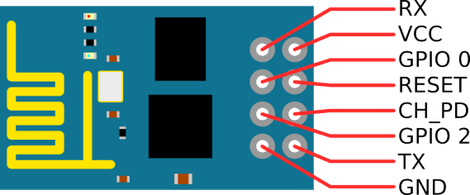 RX
VCC
GPIO 0
RESET
CH_PD
GPIO 2
TX
GND